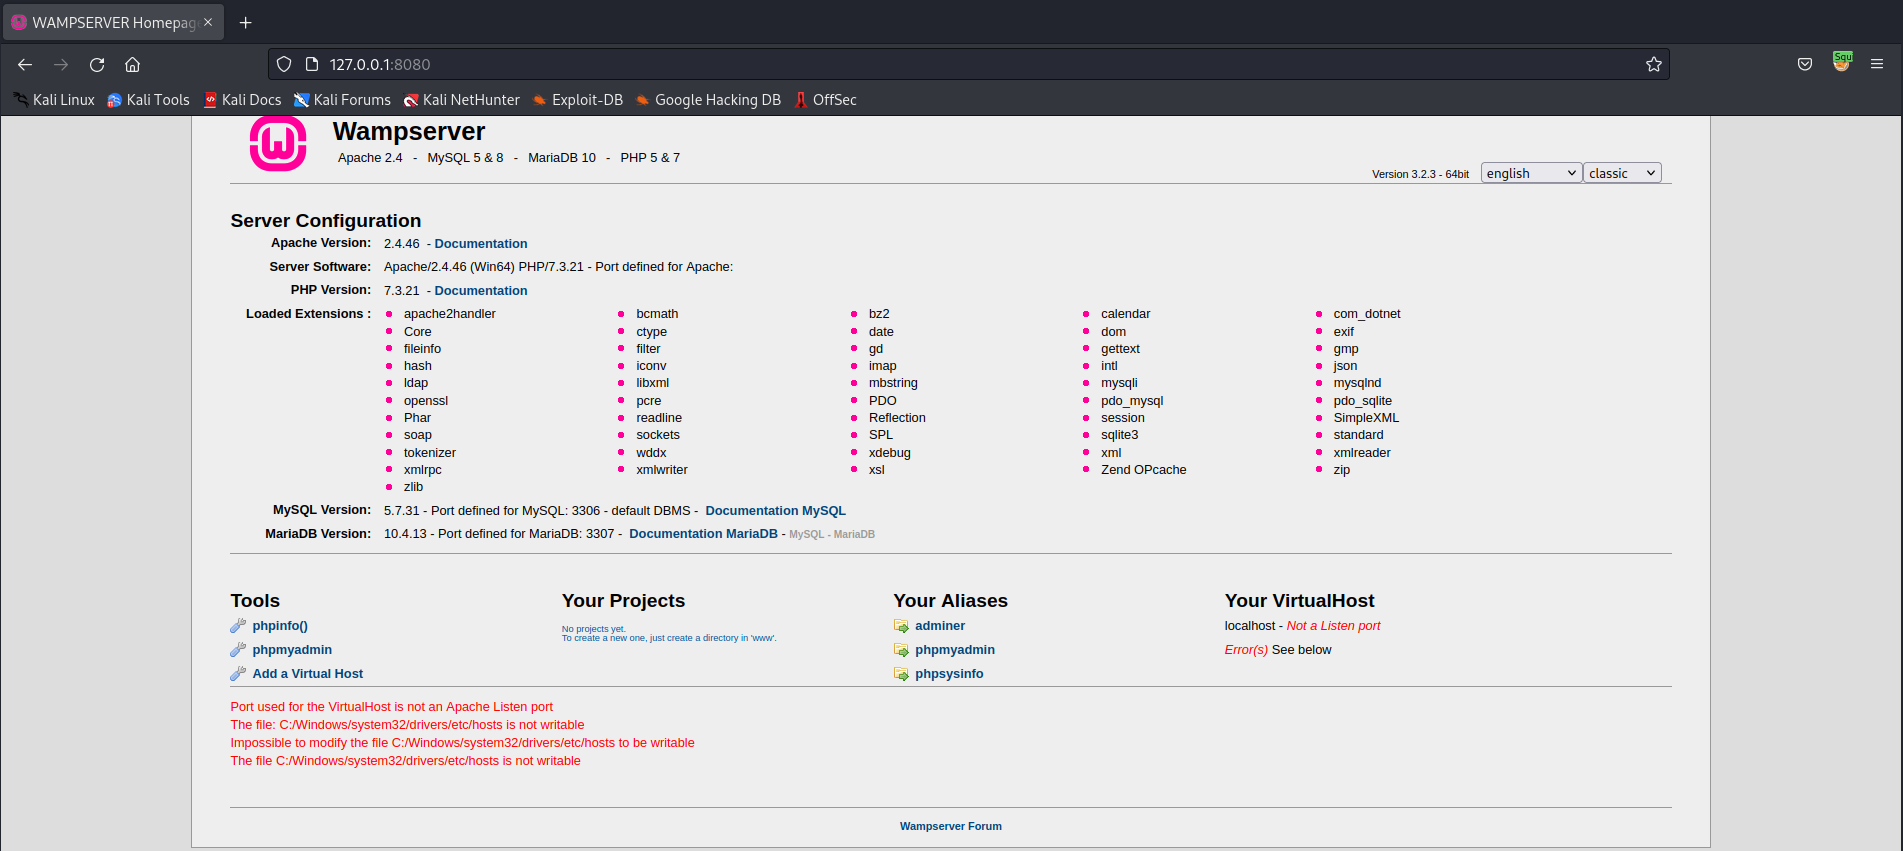 WAMPSERVER Homepage
127.0.0.1:8080
Squ
Kali Linux Kali Tools Kali Docs Kali Forums Kali NetHunter Exploit-DB Google Hacking DB OffSec
Wampserver
Apache 2.4 - MySQL 5 & 8 - MariaDB 10 - PHP 5 & 7
Version 3.2.3 - 64bit english classic
Server Configuration
Apache Version: 2.4.46 - Documentation
Server Software: Apache/2.4.46 (Win64) PHP/7.3.21 - Port defined for Apache:
PHP Version: 7.3.21 - Documentation
Loaded Extensions : apache2handler bcmath bz2 calendar com_dotnet
Core ctype date dom exif
fileinfo filter gd gettext gmp
hash iconv imap intl json
ldap libxml mbstring mysqli mysqlnd
openssl pcre PDO pdo_mysql pdo_sqlite
Phar readline Reflection session SimpleXML
soap sockets SPL sqlite3 standard
tokenizer wddx xdebug xml xmlreader
xmlrpc xmlwriter xsl Zend OPcache zip
zlib
MySQL Version: 5.7.31 - Port defined for MySQL: 3306 - default DBMS - Documentation MySQL
MariaDB Version: 10.4.13 - Port defined for MariaDB: 3307 - Documentation MariaDB - MySQL - MariaDB
Tools
phpinfo()
phpmyadmin
Add a Virtual Host
Your Projects
No projects yet.
To create a new one, just create a directory in 'www'.
Your Aliases
adminer
phpmyadmin
phpsysinfo
Your VirtualHost
localhost - Not a Listen port
Error(s) See below
Port used for the VirtualHost is not an Apache Listen port
The file: C:/Windows/system32/drivers/etc/hosts is not writable
Impossible to modify the file C:/Windows/system32/drivers/etc/hosts to be writable
The file C:/Windows/system32/drivers/etc/hosts is not writable
Wampserver Forum